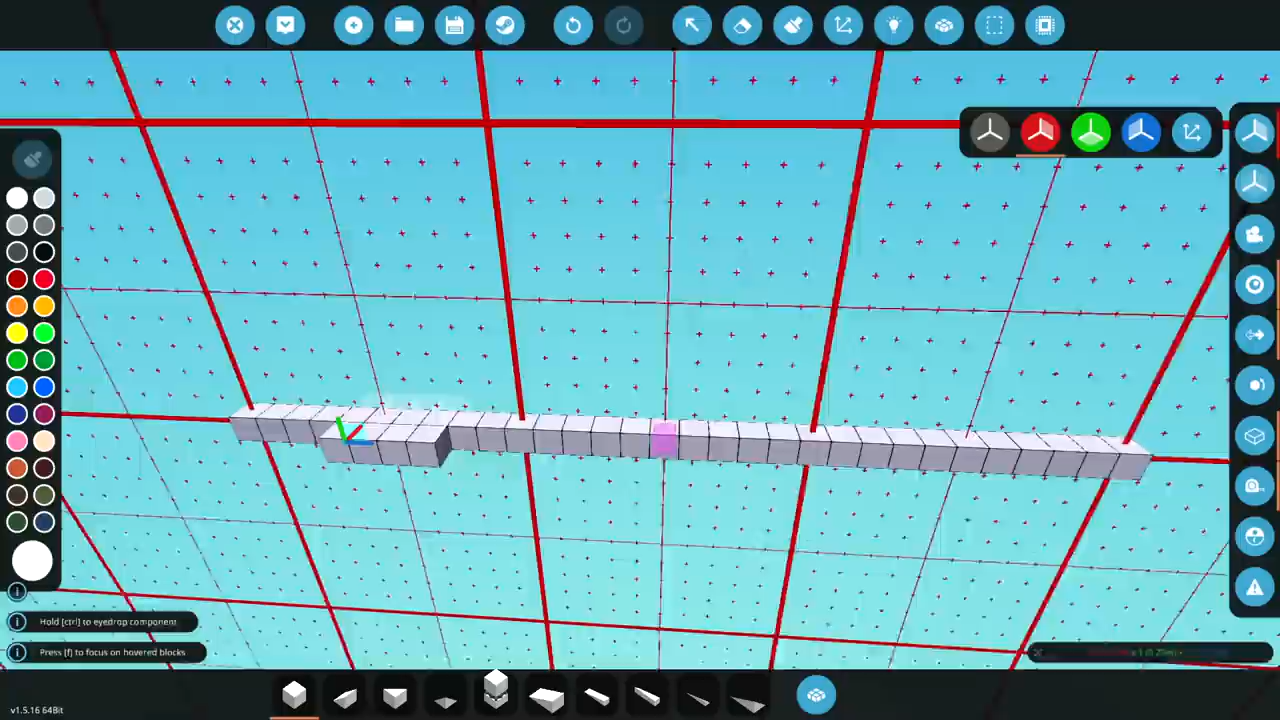 Hold [ctrl] to eyedrop component
Press [f] to focus on hovered blocks
v1.5.16 64Bit